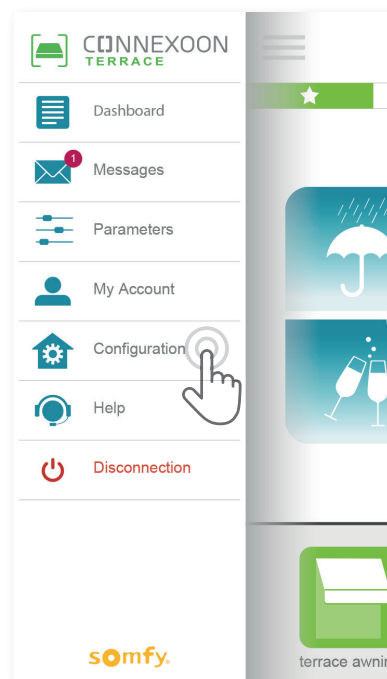 CONNEXOON
TERRACE
Dashboard
1
Messages
Parameters
My Account
Configuration
Help
Disconnection
somfy.
terrace awnin